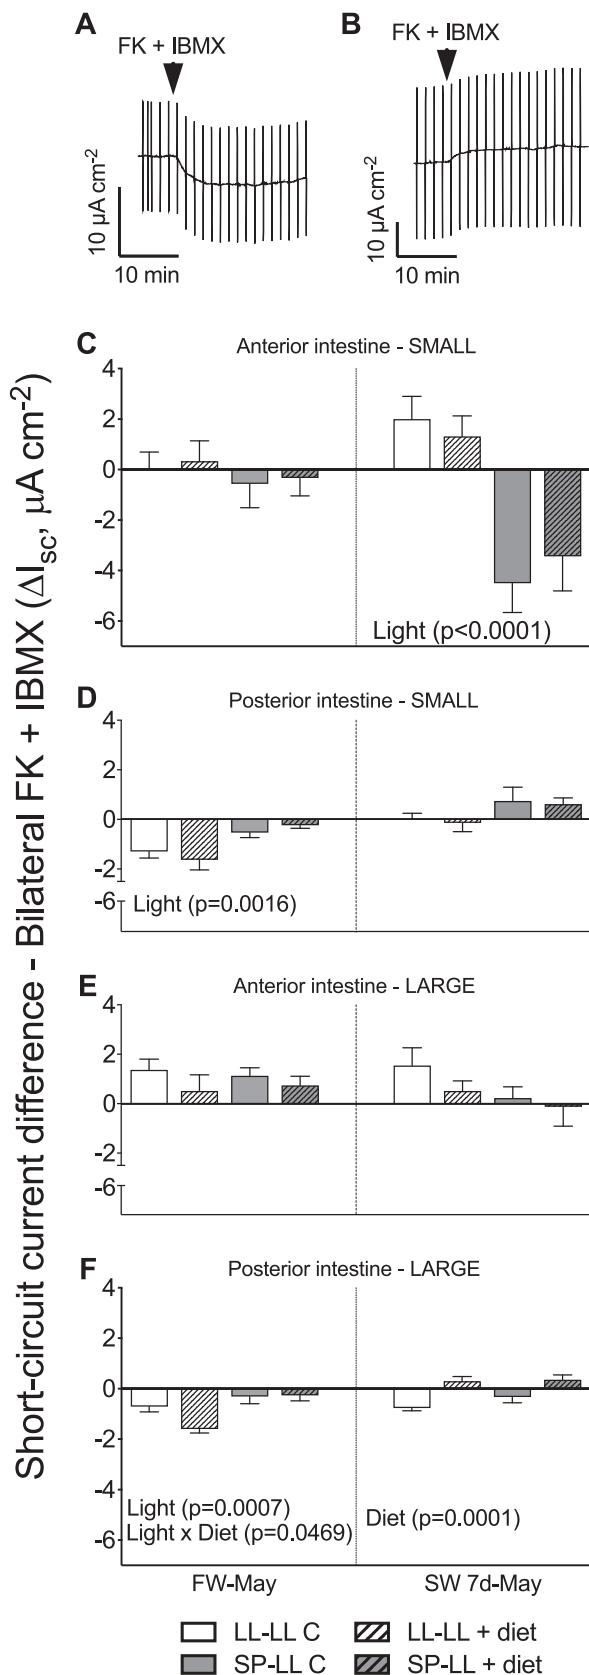 A
B
FK + IBMX
FK + IBMX
10 µA cm-2
10 min
10 µA cm-2
10 min
Short-circuit current difference - Bilateral FK + IBMX (ΔIsc, µA cm-2)
C
Anterior intestine - SMALL
4
2
0
-2
-4
-6
Light (p<0.0001)
D
Posterior intestine - SMALL
4
2
0
-2
-6
Light (p=0.0016)
E
Anterior intestine - LARGE
4
2
0
-2
-6
F
Posterior intestine - LARGE
4
2
0
-2
-4
-6
Light (p=0.0007)
Light x Diet (p=0.0469)
Diet (p=0.0001)
FW-May
SW 7d-May
LL-LL C
LL-LL + diet
SP-LL C
SP-LL + diet